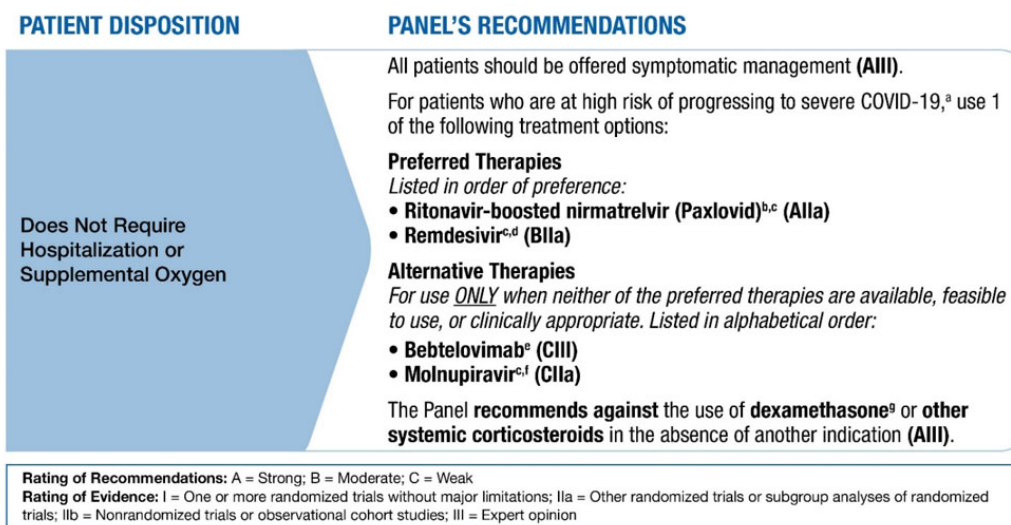 PATIENT DISPOSITION
PANEL'S RECOMMENDATIONS
Does Not Require
Hospitalization or
Supplemental Oxygen
All patients should be offered symptomatic management (AIII).
For patients who are at high risk of progressing to severe COVID-19,ᵃ use 1
of the following treatment options:
Preferred Therapies
Listed in order of preference:
• Ritonavir-boosted nirmatrelvir (Paxlovid)ᵇ,ᶜ (AIIa)
• Remdesivirᶜ,ᵈ (BIIa)
Alternative Therapies
For use ONLY when neither of the preferred therapies are available, feasible
to use, or clinically appropriate. Listed in alphabetical order:
• Bebtelovimabᵉ (CIII)
• Molnupiravirᶜ,ᶠ (CIIa)
The Panel recommends against the use of dexamethasoneᵍ or other
systemic corticosteroids in the absence of another indication (AIII).
Rating of Recommendations: A = Strong; B = Moderate; C = Weak
Rating of Evidence: I = One or more randomized trials without major limitations; IIa = Other randomized trials or subgroup analyses of randomized
trials; IIb = Nonrandomized trials or observational cohort studies; III = Expert opinion